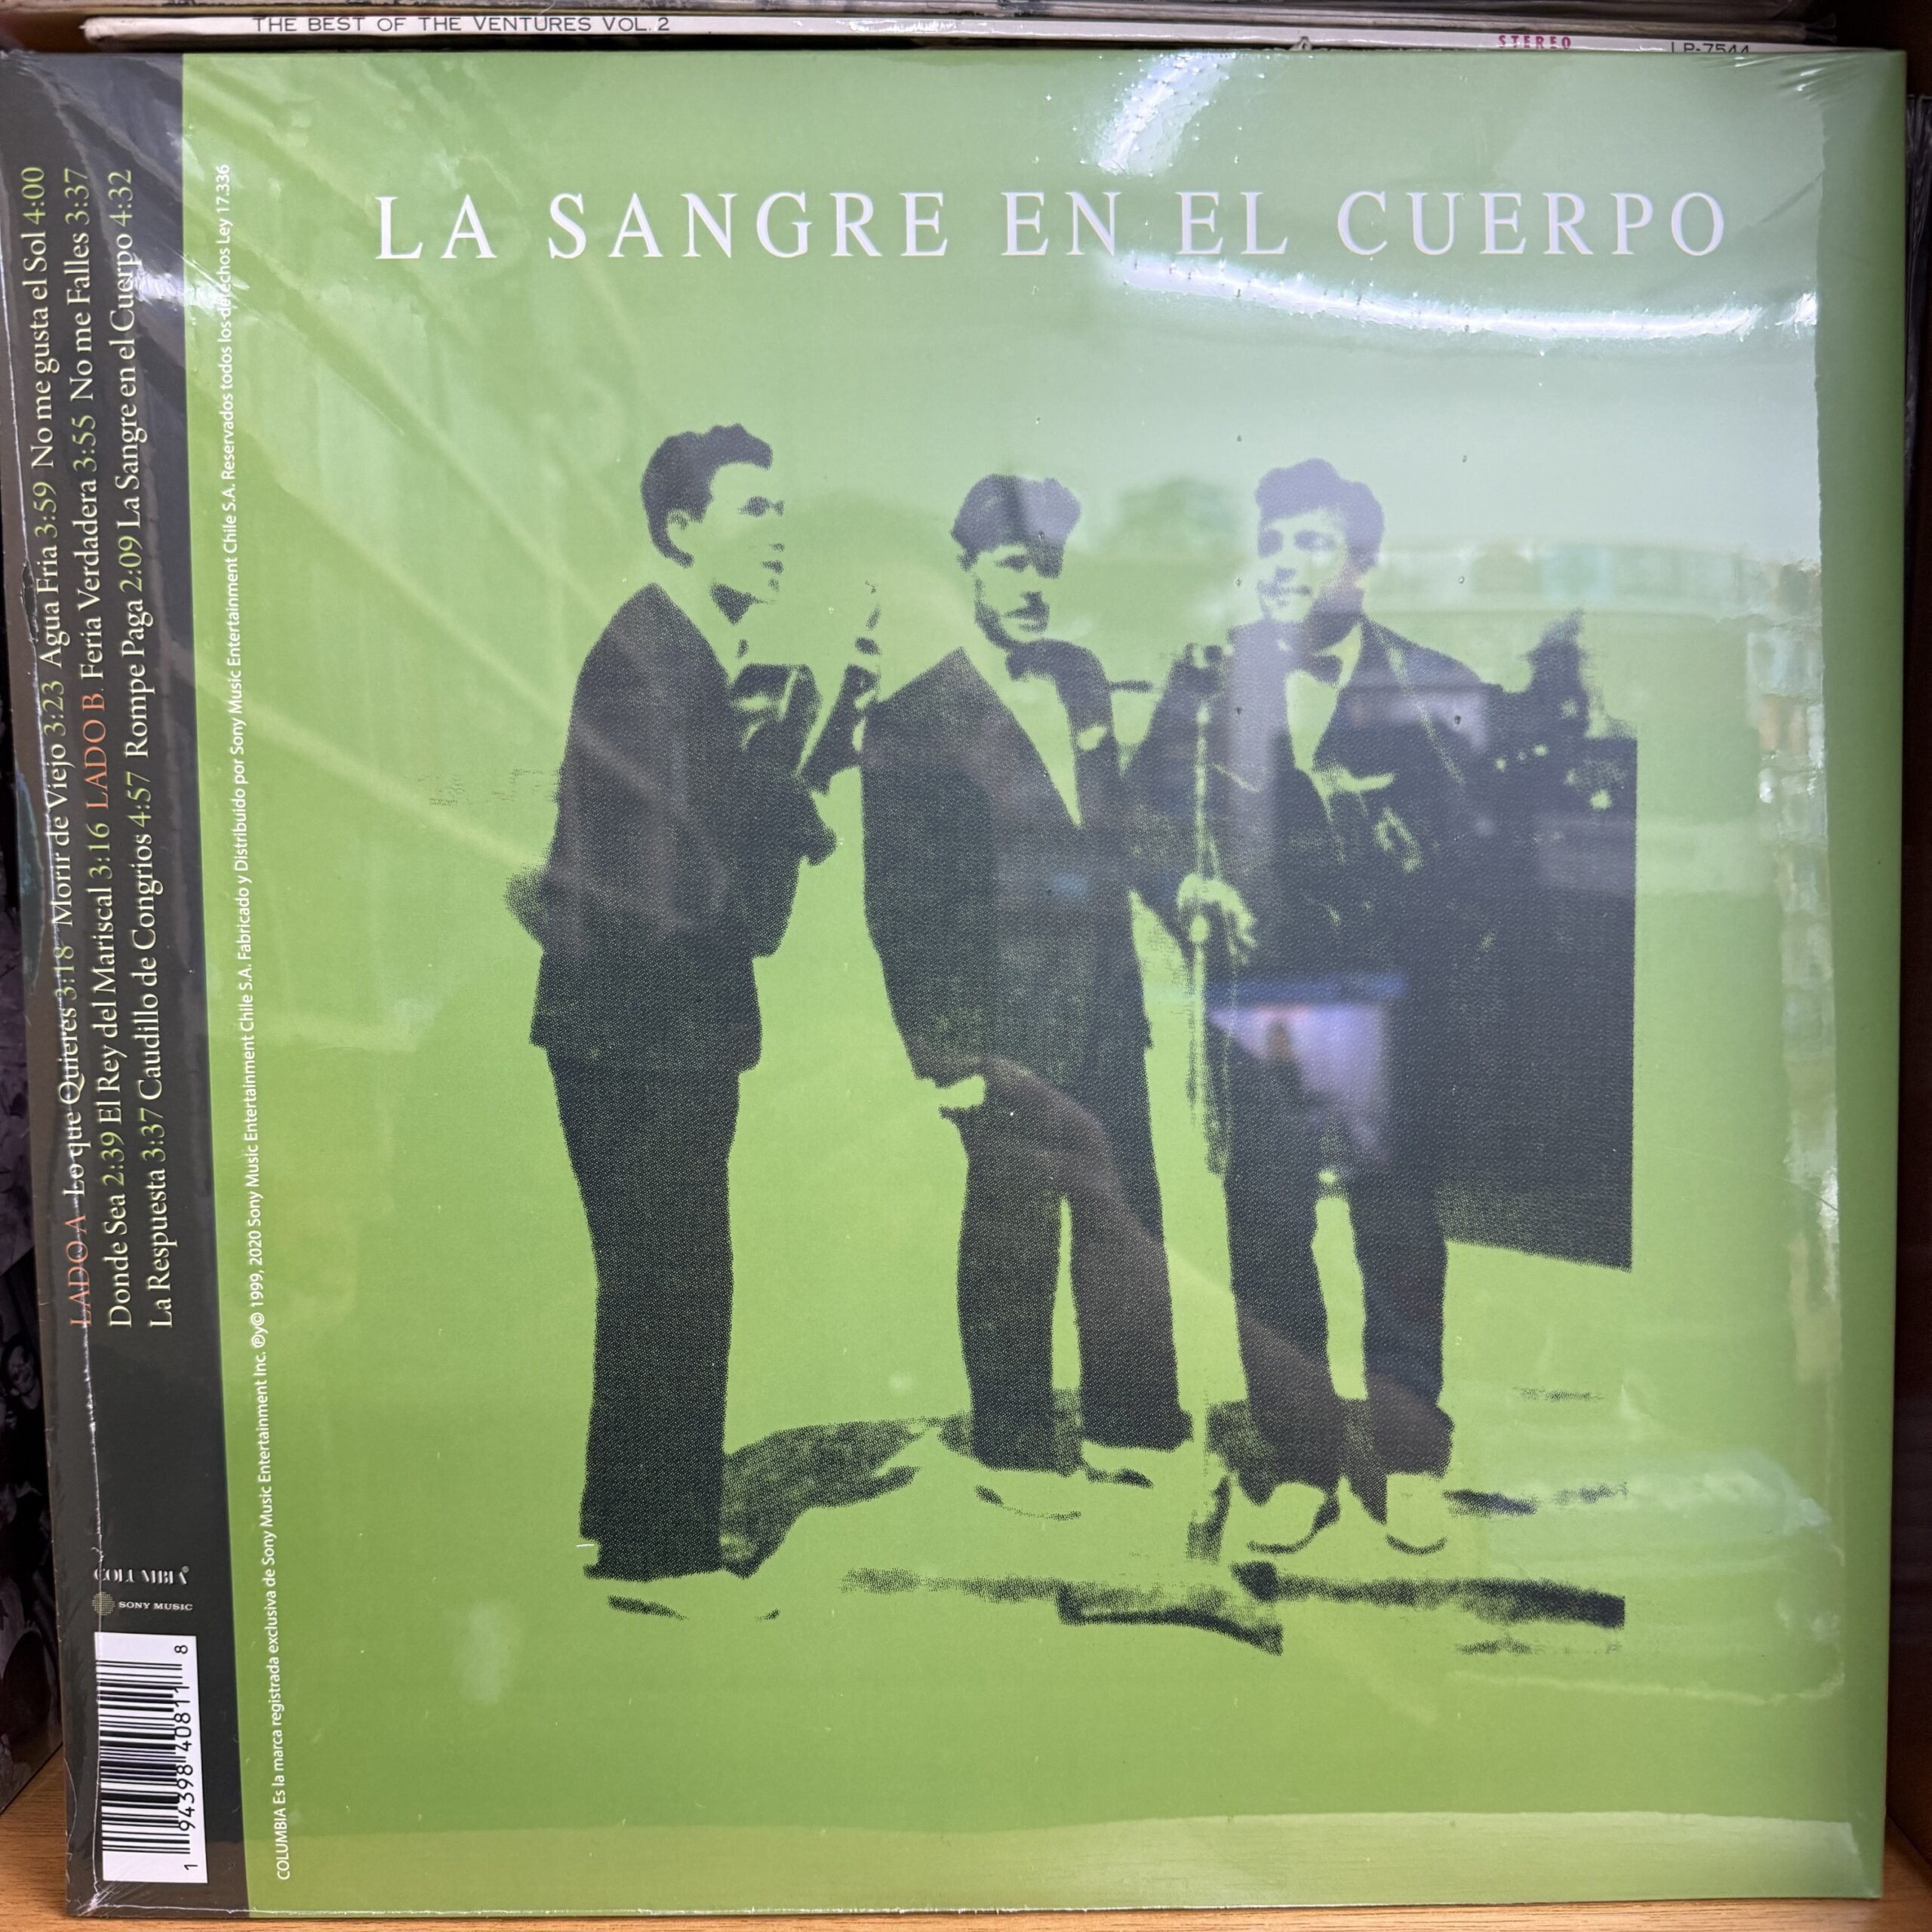 THE BEST OF THE VENTURES VOL. 2
STEREO
LP-7544
LA SANGRE EN EL CUERPO
LADO A Lo que Quieres 3:18 Morir de Viejo 3:23 Agua Fria 3:59 No me gusta el Sol 4:00
Donde Sea 2:39 El Rey del Mariscal 3:16 LADO B. Feria Verdadera 3:55 No me Falles 3:37
La Respuesta 3:37 Caudillo de Congrios 4:57 Rompe Paga 2:09 La Sangre en el Cuerpo 4:32
COLUMBIA Es la marca registrada exclusiva de Sony Music Entertainment Inc. ℗y© 1999, 2020 Sony Music Entertainment Chile S.A. Fabricado y Distribuido por Sony Music Entertainment Chile S.A. Reservados todos los derechos Ley 17.336
COLUMBIA®
SONY MUSIC
1 94398 40811 8